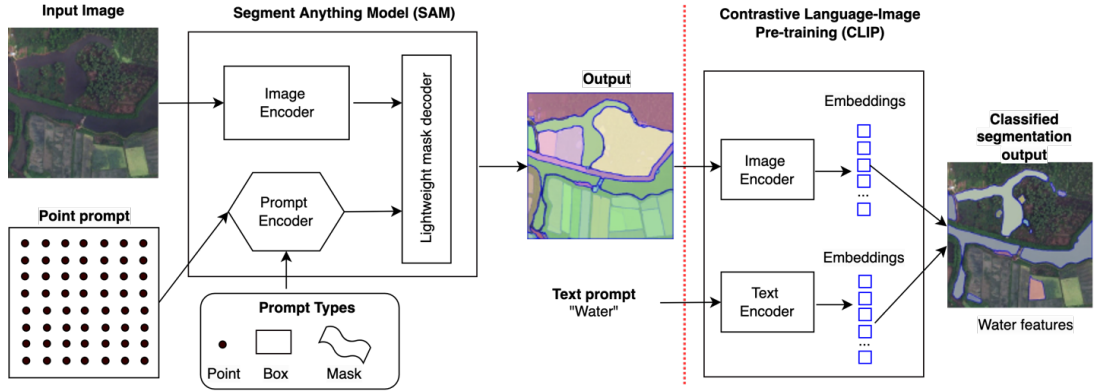 Input Image
Segment Anything Model (SAM)
Contrastive Language-Image
Pre-training (CLIP)
Image
Encoder
Lightweight mask decoder
Prompt
Encoder
Point prompt
Prompt Types
Point
Box
Mask
Output
Text prompt
"Water"
Image
Encoder
Embeddings
...
Text
Encoder
Embeddings
...
Classified
segmentation
output
Water features